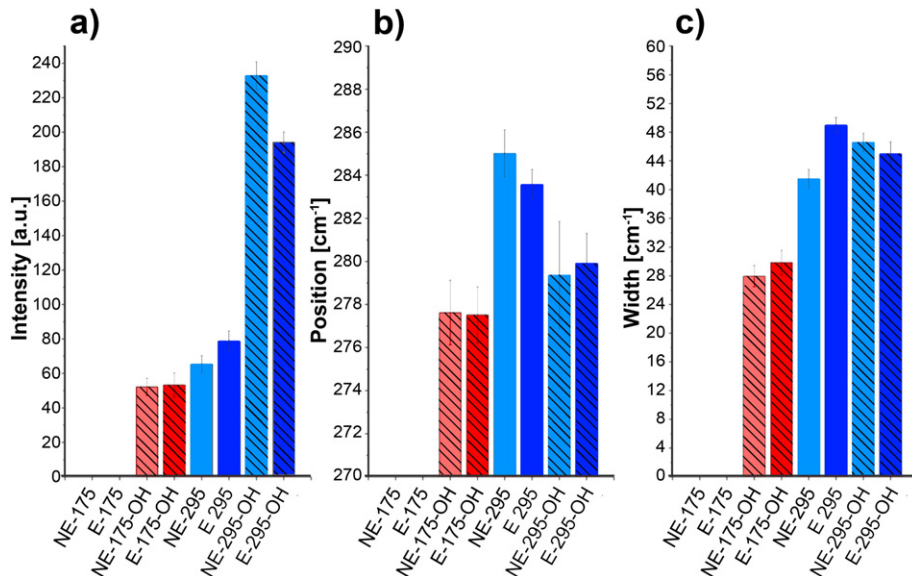 a)
Intensity [a.u.]
240
220
200
180
160
140
120
100
80
60
40
20
0
NE-175
E-175
NE-175-OH
E-175-OH
NE-295
E 295
NE-295-OH
E-295-OH
b)
Position [cm⁻¹]
290
288
286
284
282
280
278
276
274
272
270
NE-175
E-175
NE-175-OH
E-175-OH
NE-295
E 295
NE-295-OH
E-295-OH
c)
Width [cm⁻¹]
60
56
52
48
44
40
36
32
28
24
20
16
12
8
4
0
NE-175
E-175
NE-175-OH
E-175-OH
NE-295
E 295
NE-295-OH
E-295-OH